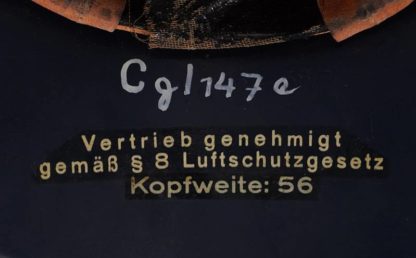 Cgl147e
Vertrieb genehmigt
gemäß § 8 Luftschutzgesetz
Kopfweite: 56